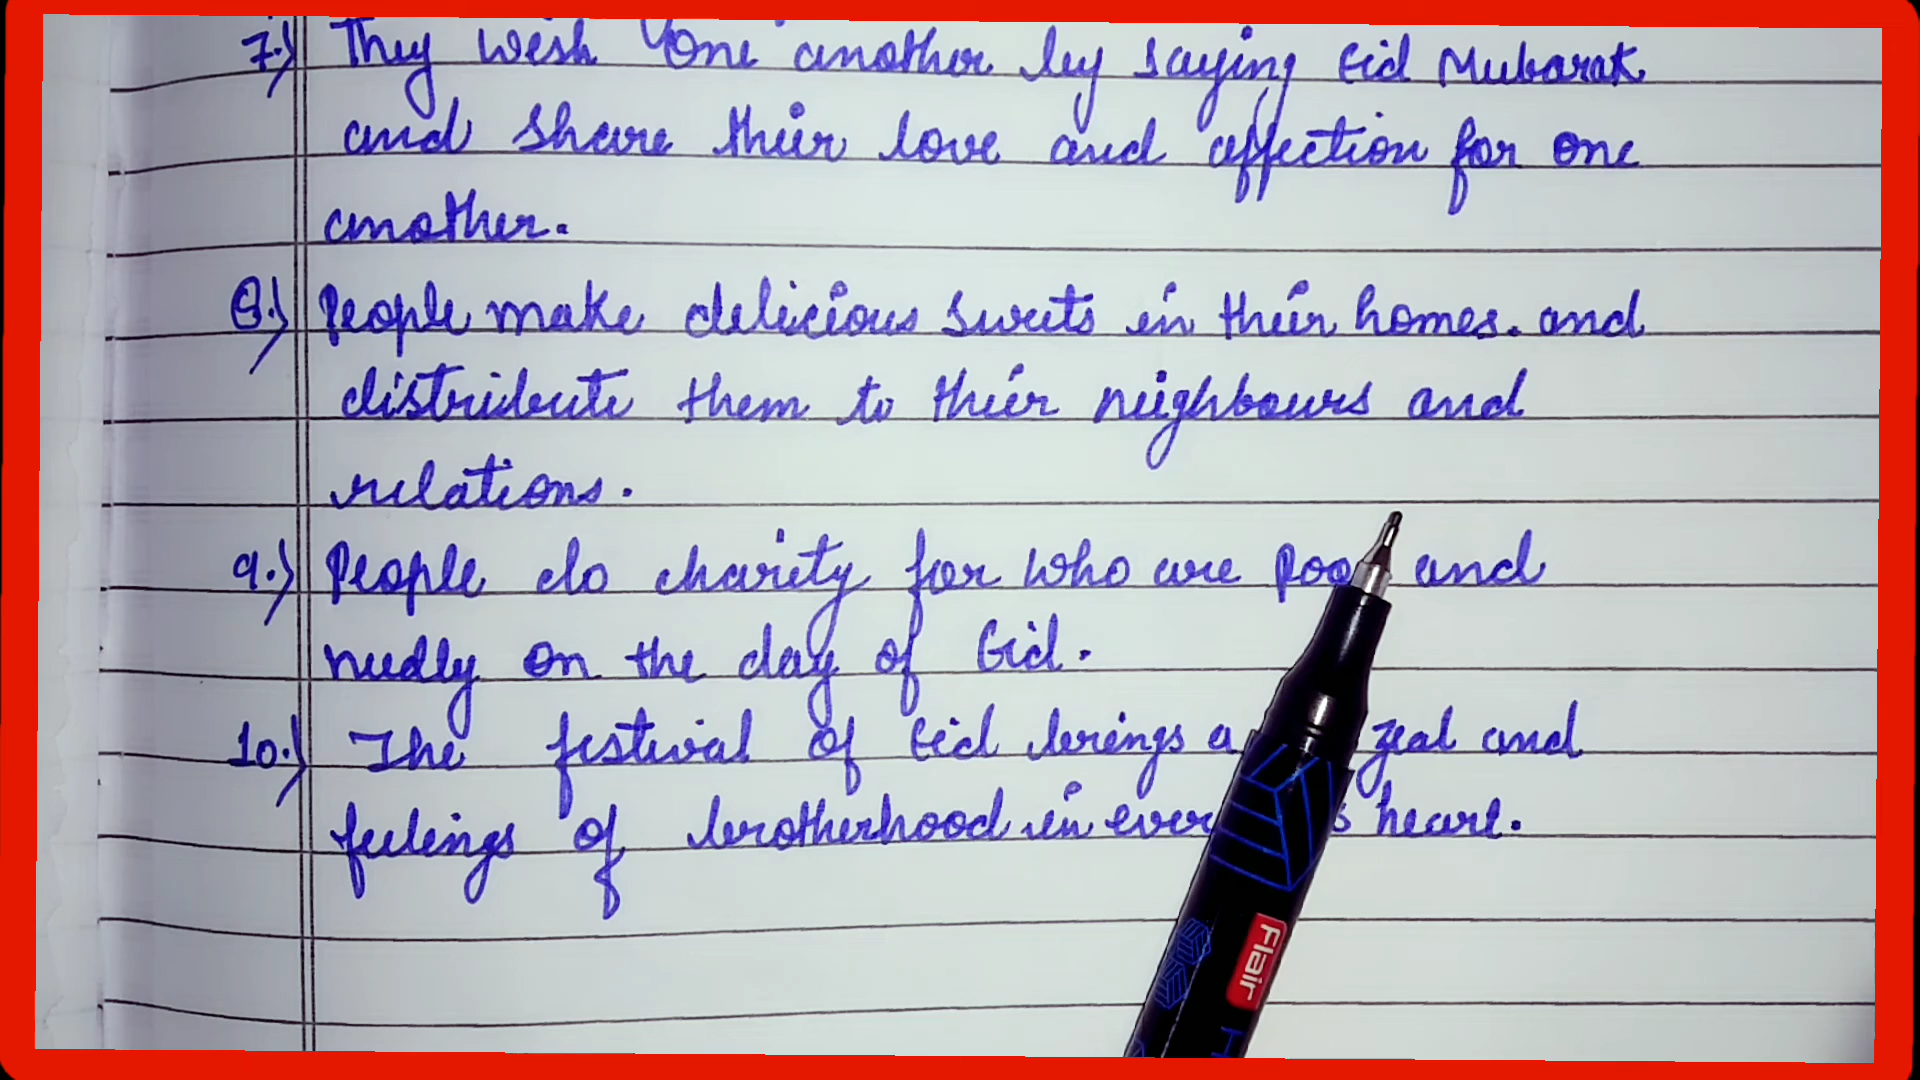 7.) They wish one another by saying Eid Mubarak
and share their love and affection for one
another.
8.) People make delicious sweets in their homes. and
distribute them to their neighbours and
relations.
9.) People do charity for who are poor and
needly on the day of Eid.
10.) The festival of Eid brings a zeal and
feelings of brotherhood in heart.
Flair